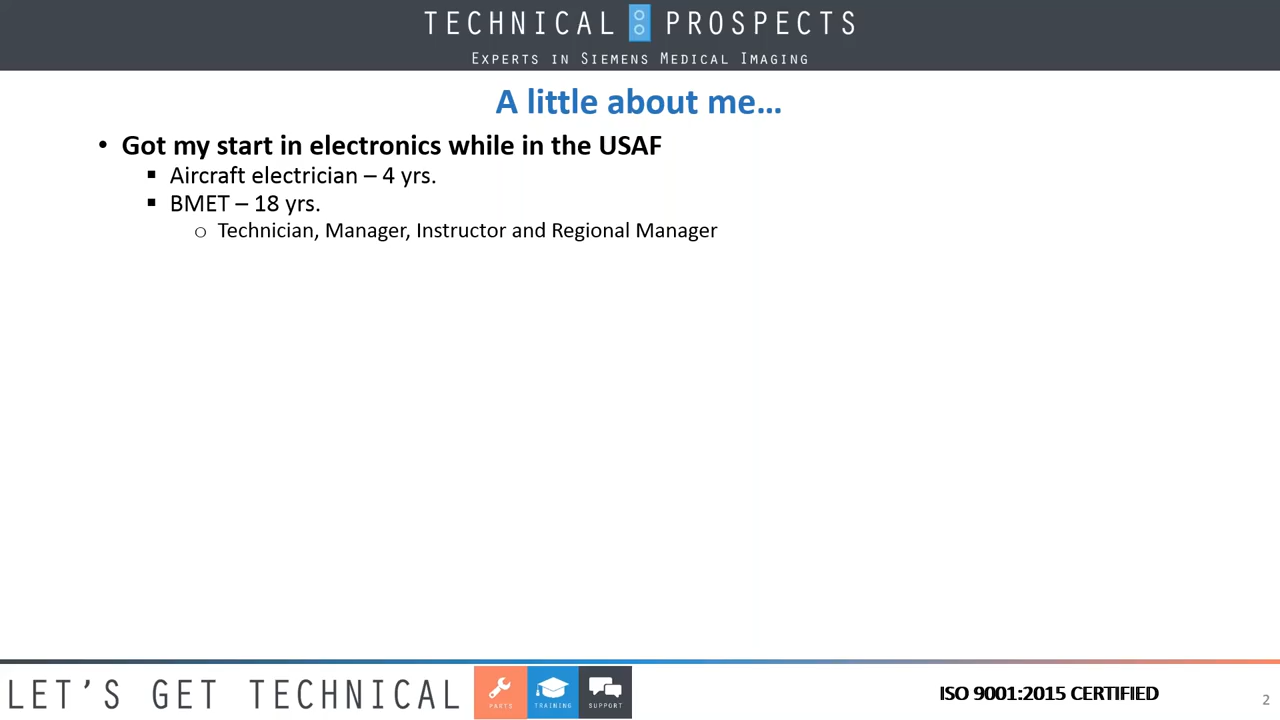 TECHNICAL PROSPECTS
EXPERTS IN SIEMENS MEDICAL IMAGING
A little about me…
• Got my start in electronics while in the USAF
▪ Aircraft electrician – 4 yrs.
▪ BMET – 18 yrs.
○ Technician, Manager, Instructor and Regional Manager
LET'S GET TECHNICAL
PARTS TRAINING SUPPORT
ISO 9001:2015 CERTIFIED
2